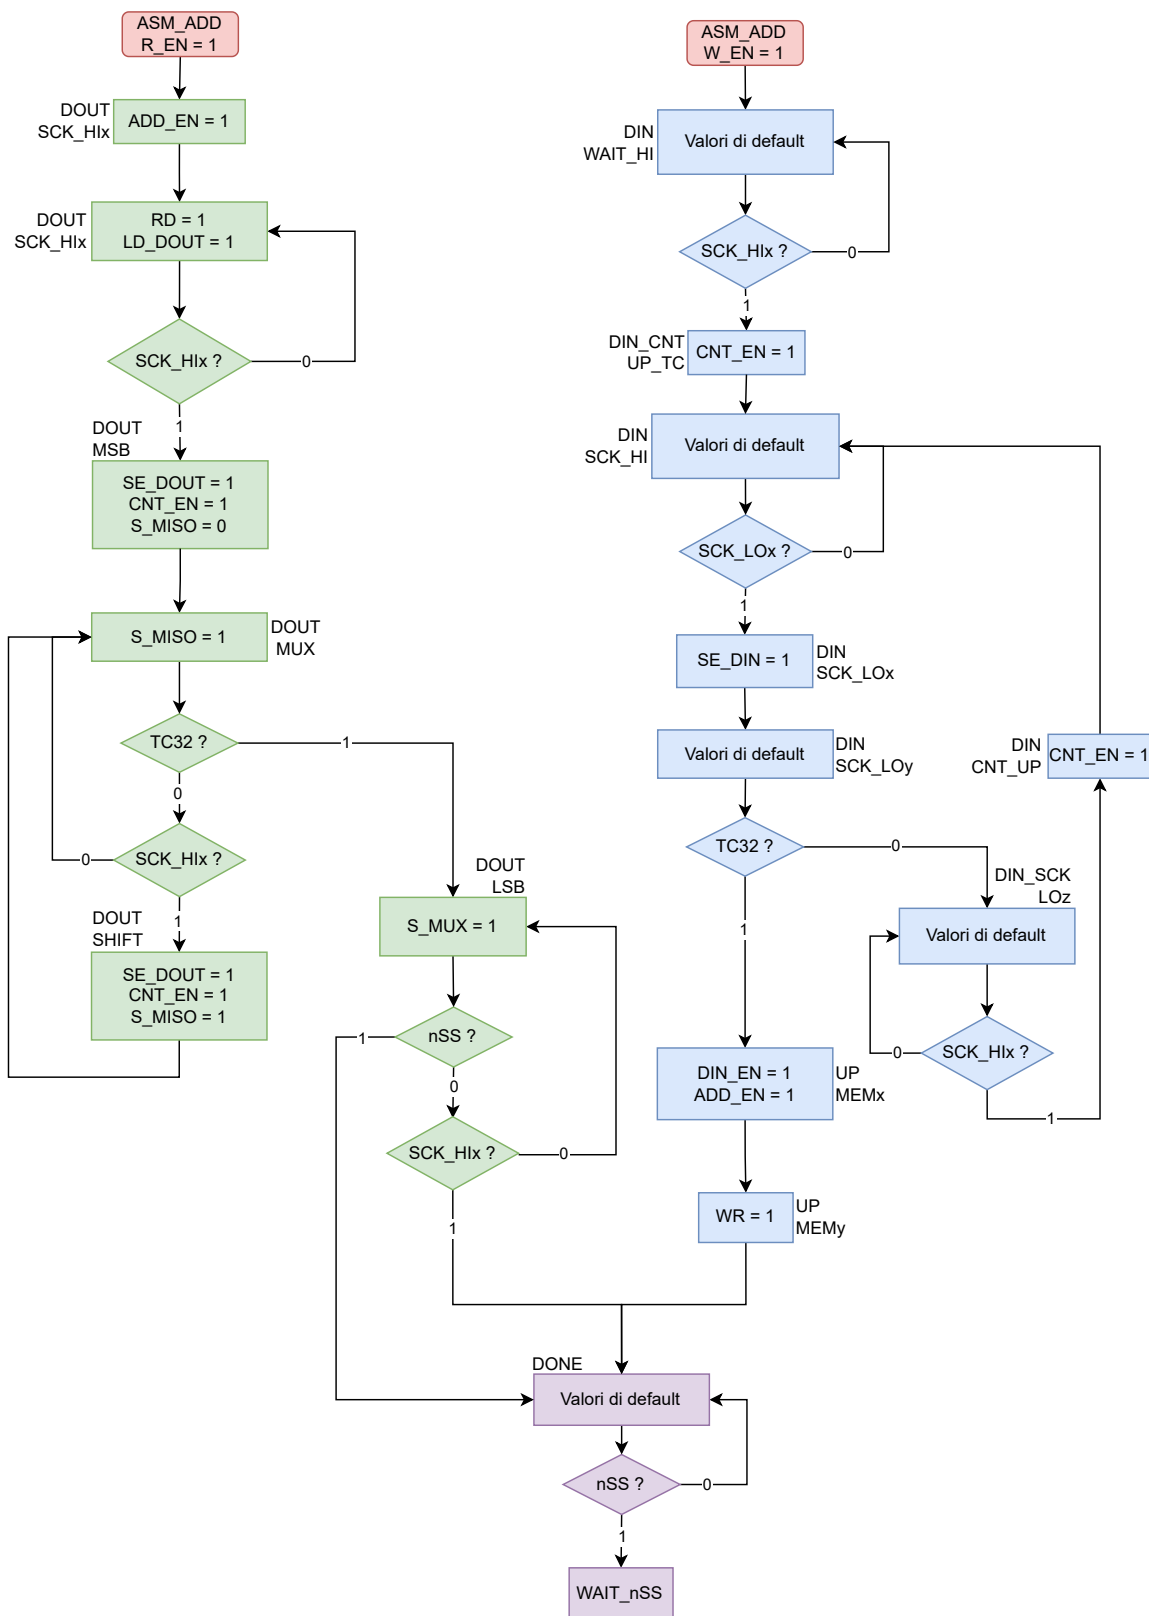 ASM_ADD
R_EN = 1
DOUT
SCK_HIx
ADD_EN = 1
DOUT
SCK_HIx
RD = 1
LD_DOUT = 1
SCK_HIx ?
0
1
DOUT
MSB
SE_DOUT = 1
CNT_EN = 1
S_MISO = 0
S_MISO = 1
DOUT
MUX
TC32 ?
1
0
SCK_HIx ?
0
1
DOUT
SHIFT
SE_DOUT = 1
CNT_EN = 1
S_MISO = 1
DOUT
LSB
S_MUX = 1
nSS ?
1
0
SCK_HIx ?
0
1
ASM_ADD
W_EN = 1
DIN
WAIT_HI
Valori di default
SCK_HIx ?
0
1
DIN_CNT
UP_TC
CNT_EN = 1
DIN
SCK_HI
Valori di default
SCK_LOx ?
0
1
SE_DIN = 1
DIN
SCK_LOx
Valori di default
DIN
SCK_LOy
TC32 ?
0
1
DIN_SCK
LOz
Valori di default
SCK_HIx ?
0
1
DIN
CNT_UP
CNT_EN = 1
DIN_EN = 1
ADD_EN = 1
UP
MEMx
WR = 1
UP
MEMy
DONE
Valori di default
nSS ?
0
1
WAIT_nSS